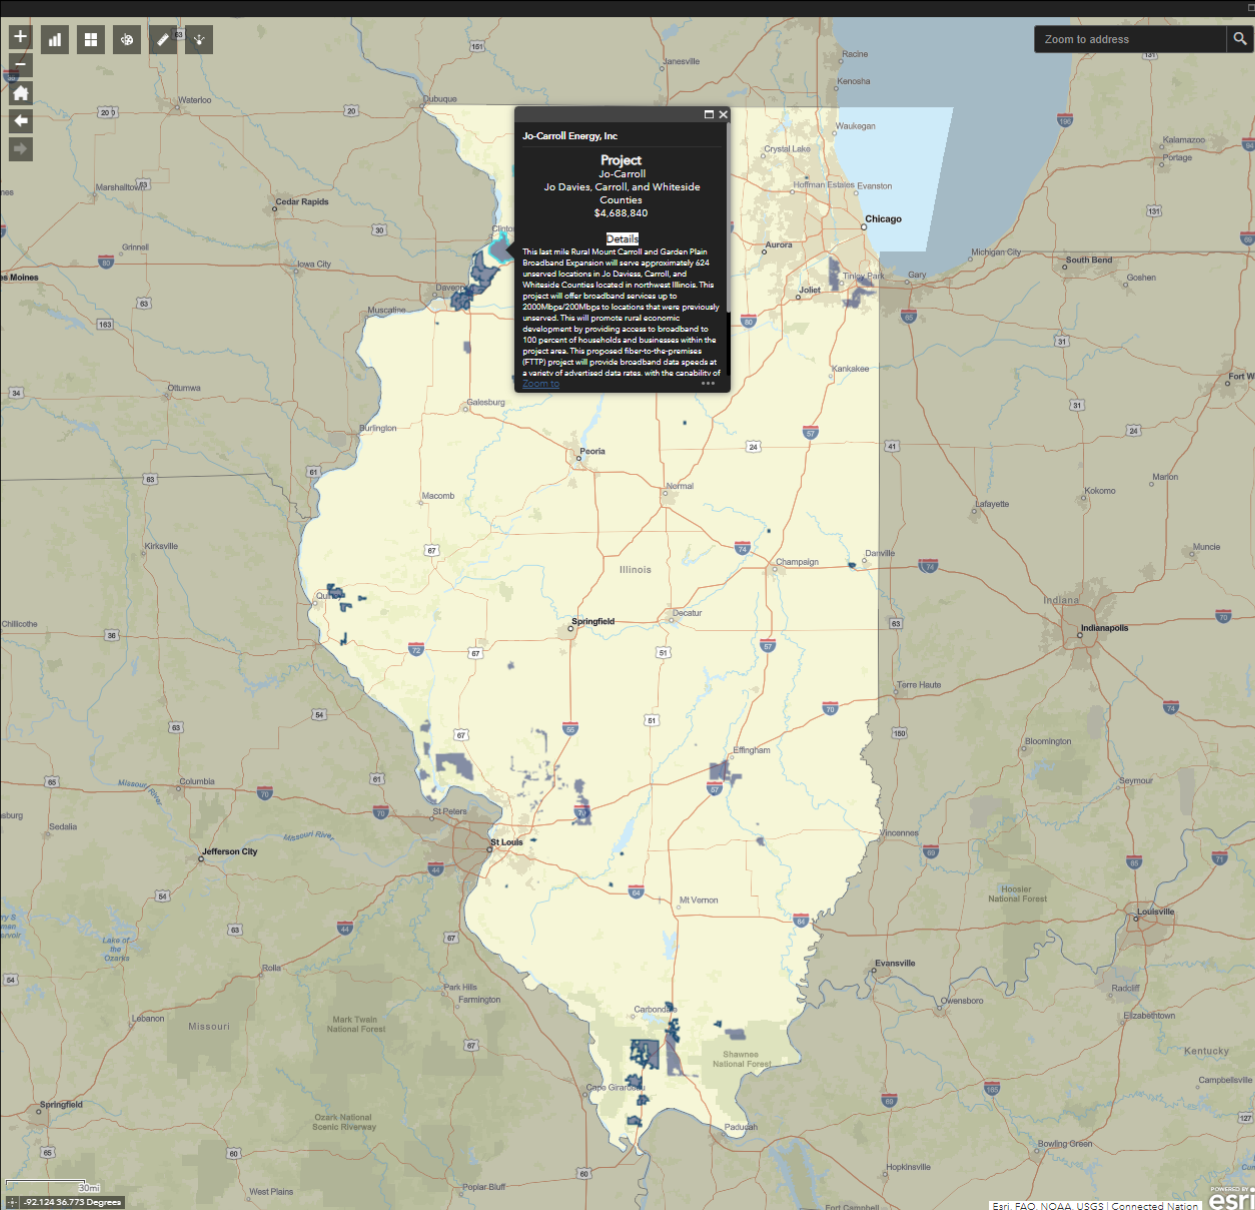 Zoom to address
Jo-Carroll Energy, Inc
Project
Jo-Carroll
Jo Davies, Carroll, and Whiteside
Counties
$4,688,840
Details
This last mile Rural Mount Carroll and Garden Plain
Broadband Expansion will serve approximately 624
unserved locations in Jo Daviess, Carroll, and
Whiteside Counties located in northwest Illinois. This
project will offer broadband services up to
2000Mbps/200Mbps to locations that were previously
unserved. This will promote rural economic
development by providing access to broadband to
100 percent of households and businesses within the
project area. This proposed fiber-to-the-premises
(FTTP) project will provide broadband data speeds at
a variety of advertised data rates, with the capability of
Zoom to
Janesville
Racine
Kenosha
Dubuque
Waterloo
Waukegan
Crystal Lake
Kalamazoo
Portage
Marshalltown
Hoffman Estates
Evanston
Cedar Rapids
Chicago
Clinto
Grinnell
Iowa City
Aurora
Michigan City
South Bend
Goshen
es Moines
Tinley Park
Gary
Joliet
Davenp
Muscatine
Kankakee
Fort W
Ottumwa
Galesburg
Burlington
Peoria
Marion
Kokomo
Normal
Macomb
Lafayette
Kirksville
Muncie
Danville
Champaign
Illinois
Quincy
Indiana
Decatur
Chillicothe
Springfield
Indianapolis
Terre Haute
Bloomington
Effingham
Seymour
Missouri River
Columbia
St Peters
sburg
Sedalia
Missouri River
Vincennes
St Louis
Jefferson City
Hoosier
National Forest
Mt Vernon
Louisville
Lake of
the
Ozarks
Evansville
Rolla
Park Hills
Farmington
Radcliff
Owensboro
Elizabethtown
Carbondale
Lebanon
Missouri
Mark Twain
National Forest
Shawnee
National Forest
Kentucky
Cape Girardeau
Campbellsville
Springfield
Ozark National
Scenic Riverway
Paducah
Bowling Green
Hopkinsville
Poplar Bluff
West Plains
Fort Campbell
30mi
-92.124 36.773 Degrees
Esri, FAO, NOAA, USGS | Connected Nation
POWERED BY
esri